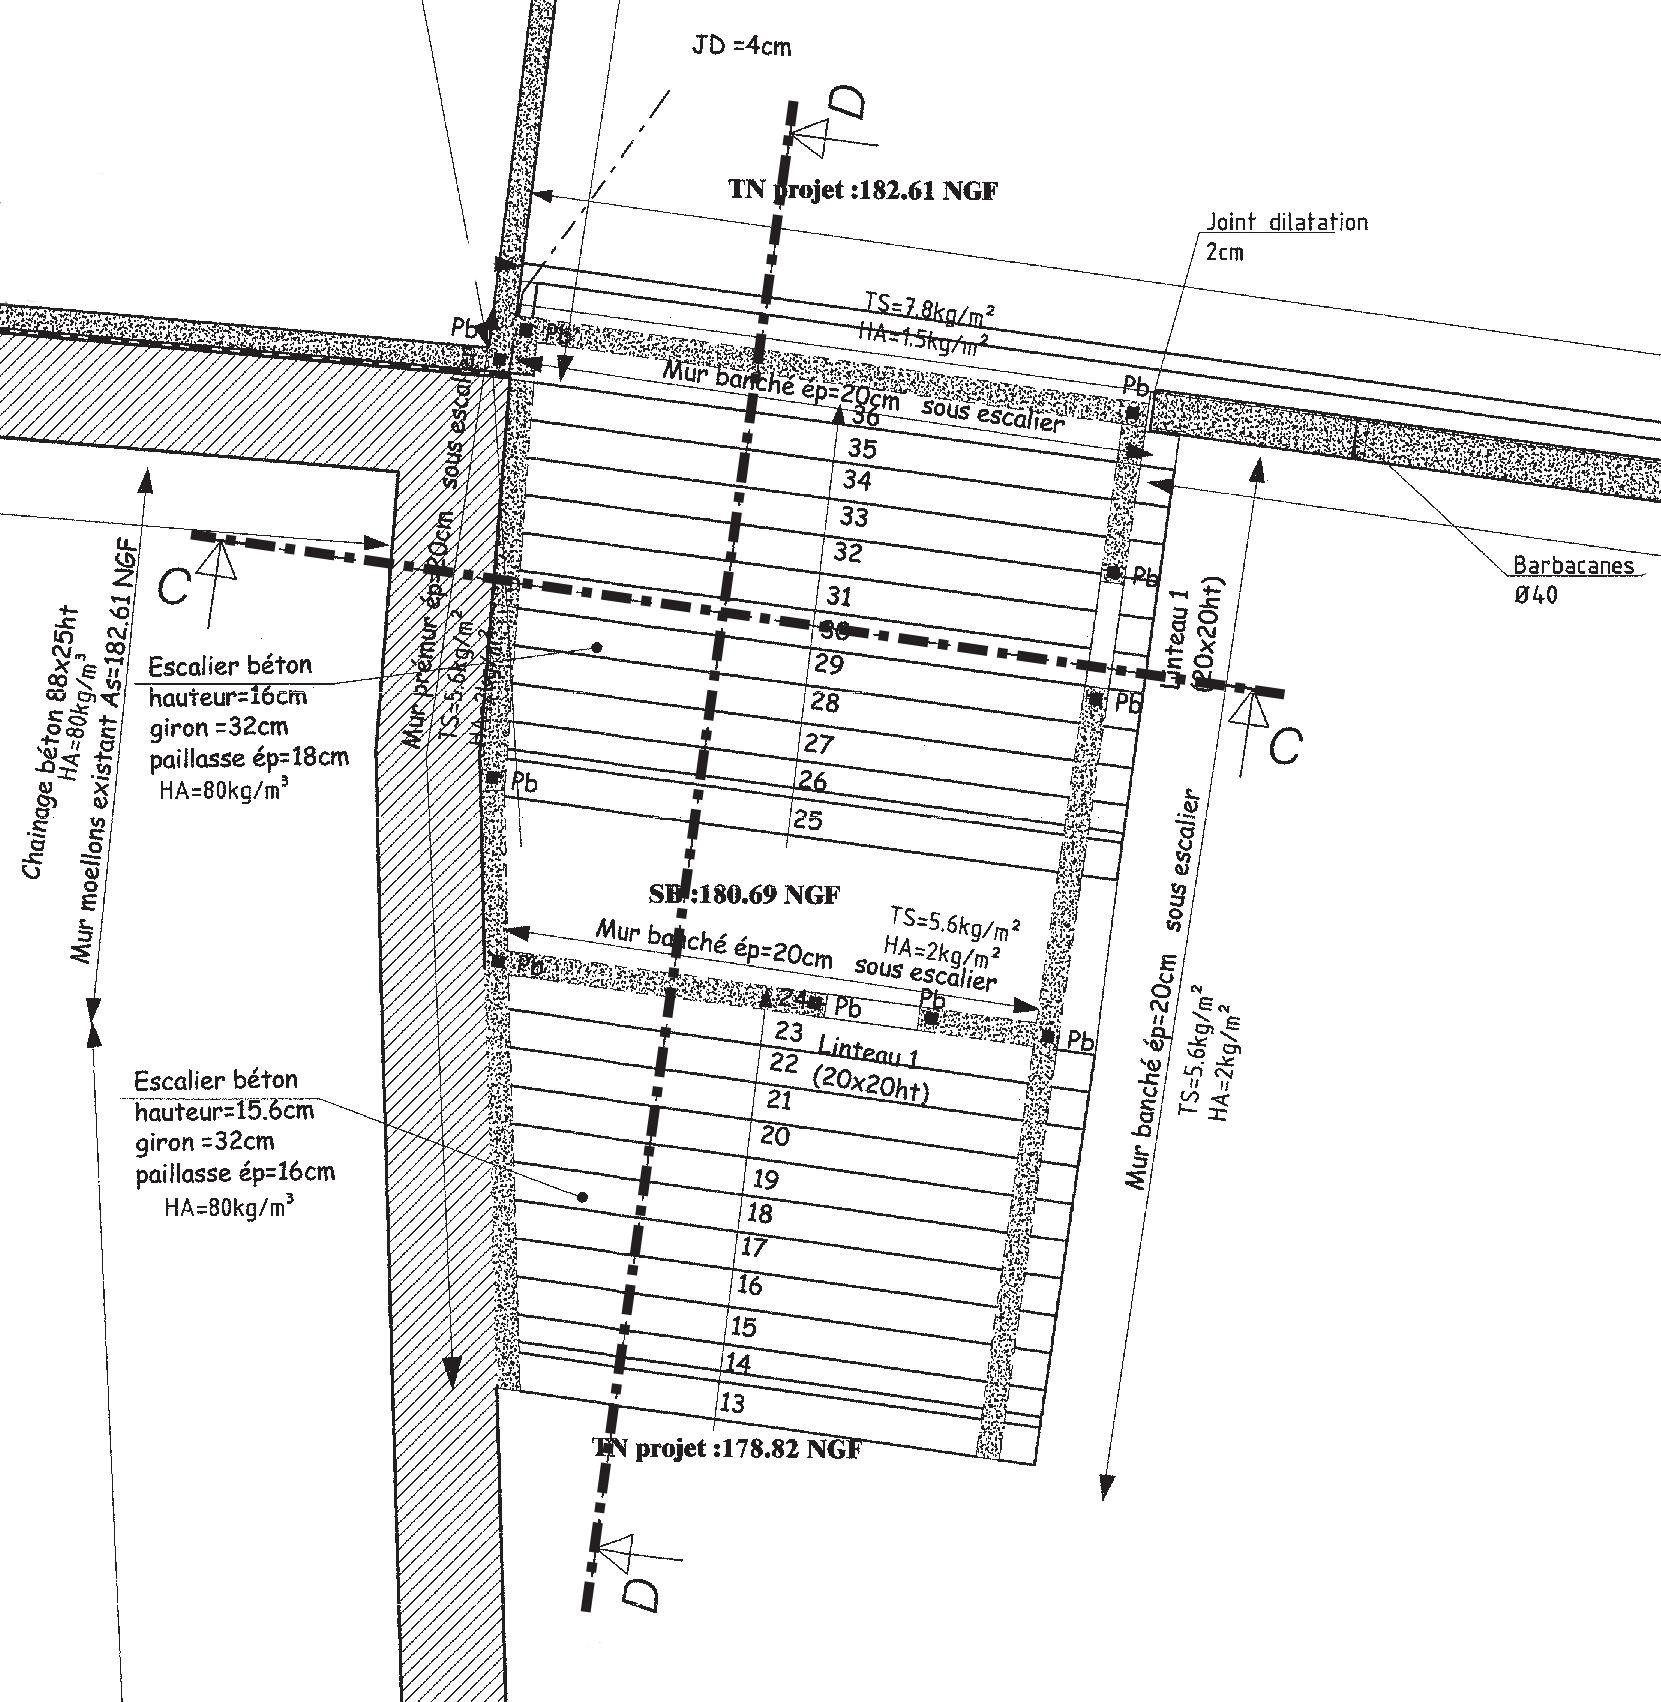 JD =4cm
D
TN projet :182.61 NGF
Joint dilatation
2cm
TS=7.8kg/m²
HA=1.5kg/m²
Pb
Pb
Pb
Mur banché ép=20cm sous escalier
36
35
34
33
32
31
30
29
28
27
26
25
Pb
Pb
Pb
Linteau 1
(20x20ht)
Barbacanes
Ø40
C
C
Chainage béton 88x25ht
HA=80kg/m³
Mur moellons existant As=182.61 NGF
Escalier béton
hauteur=16cm
giron =32cm
paillasse ép=18cm
HA=80kg/m³
Mur prémur ép=20cm sous escalier
TS=5.6kg/m²
HA=2kg/m²
SB :180.69 NGF
TS=5.6kg/m²
HA=2kg/m²
Mur banché ép=20cm sous escalier
Pb
Pb
Pb
Pb
24
23
22
21
20
19
18
17
16
15
14
13
Linteau 1
(20x20ht)
Mur banché ép=20cm sous escalier
TS=5.6kg/m²
HA=2kg/m²
Escalier béton
hauteur=15.6cm
giron =32cm
paillasse ép=16cm
HA=80kg/m³
TN projet :178.82 NGF
D